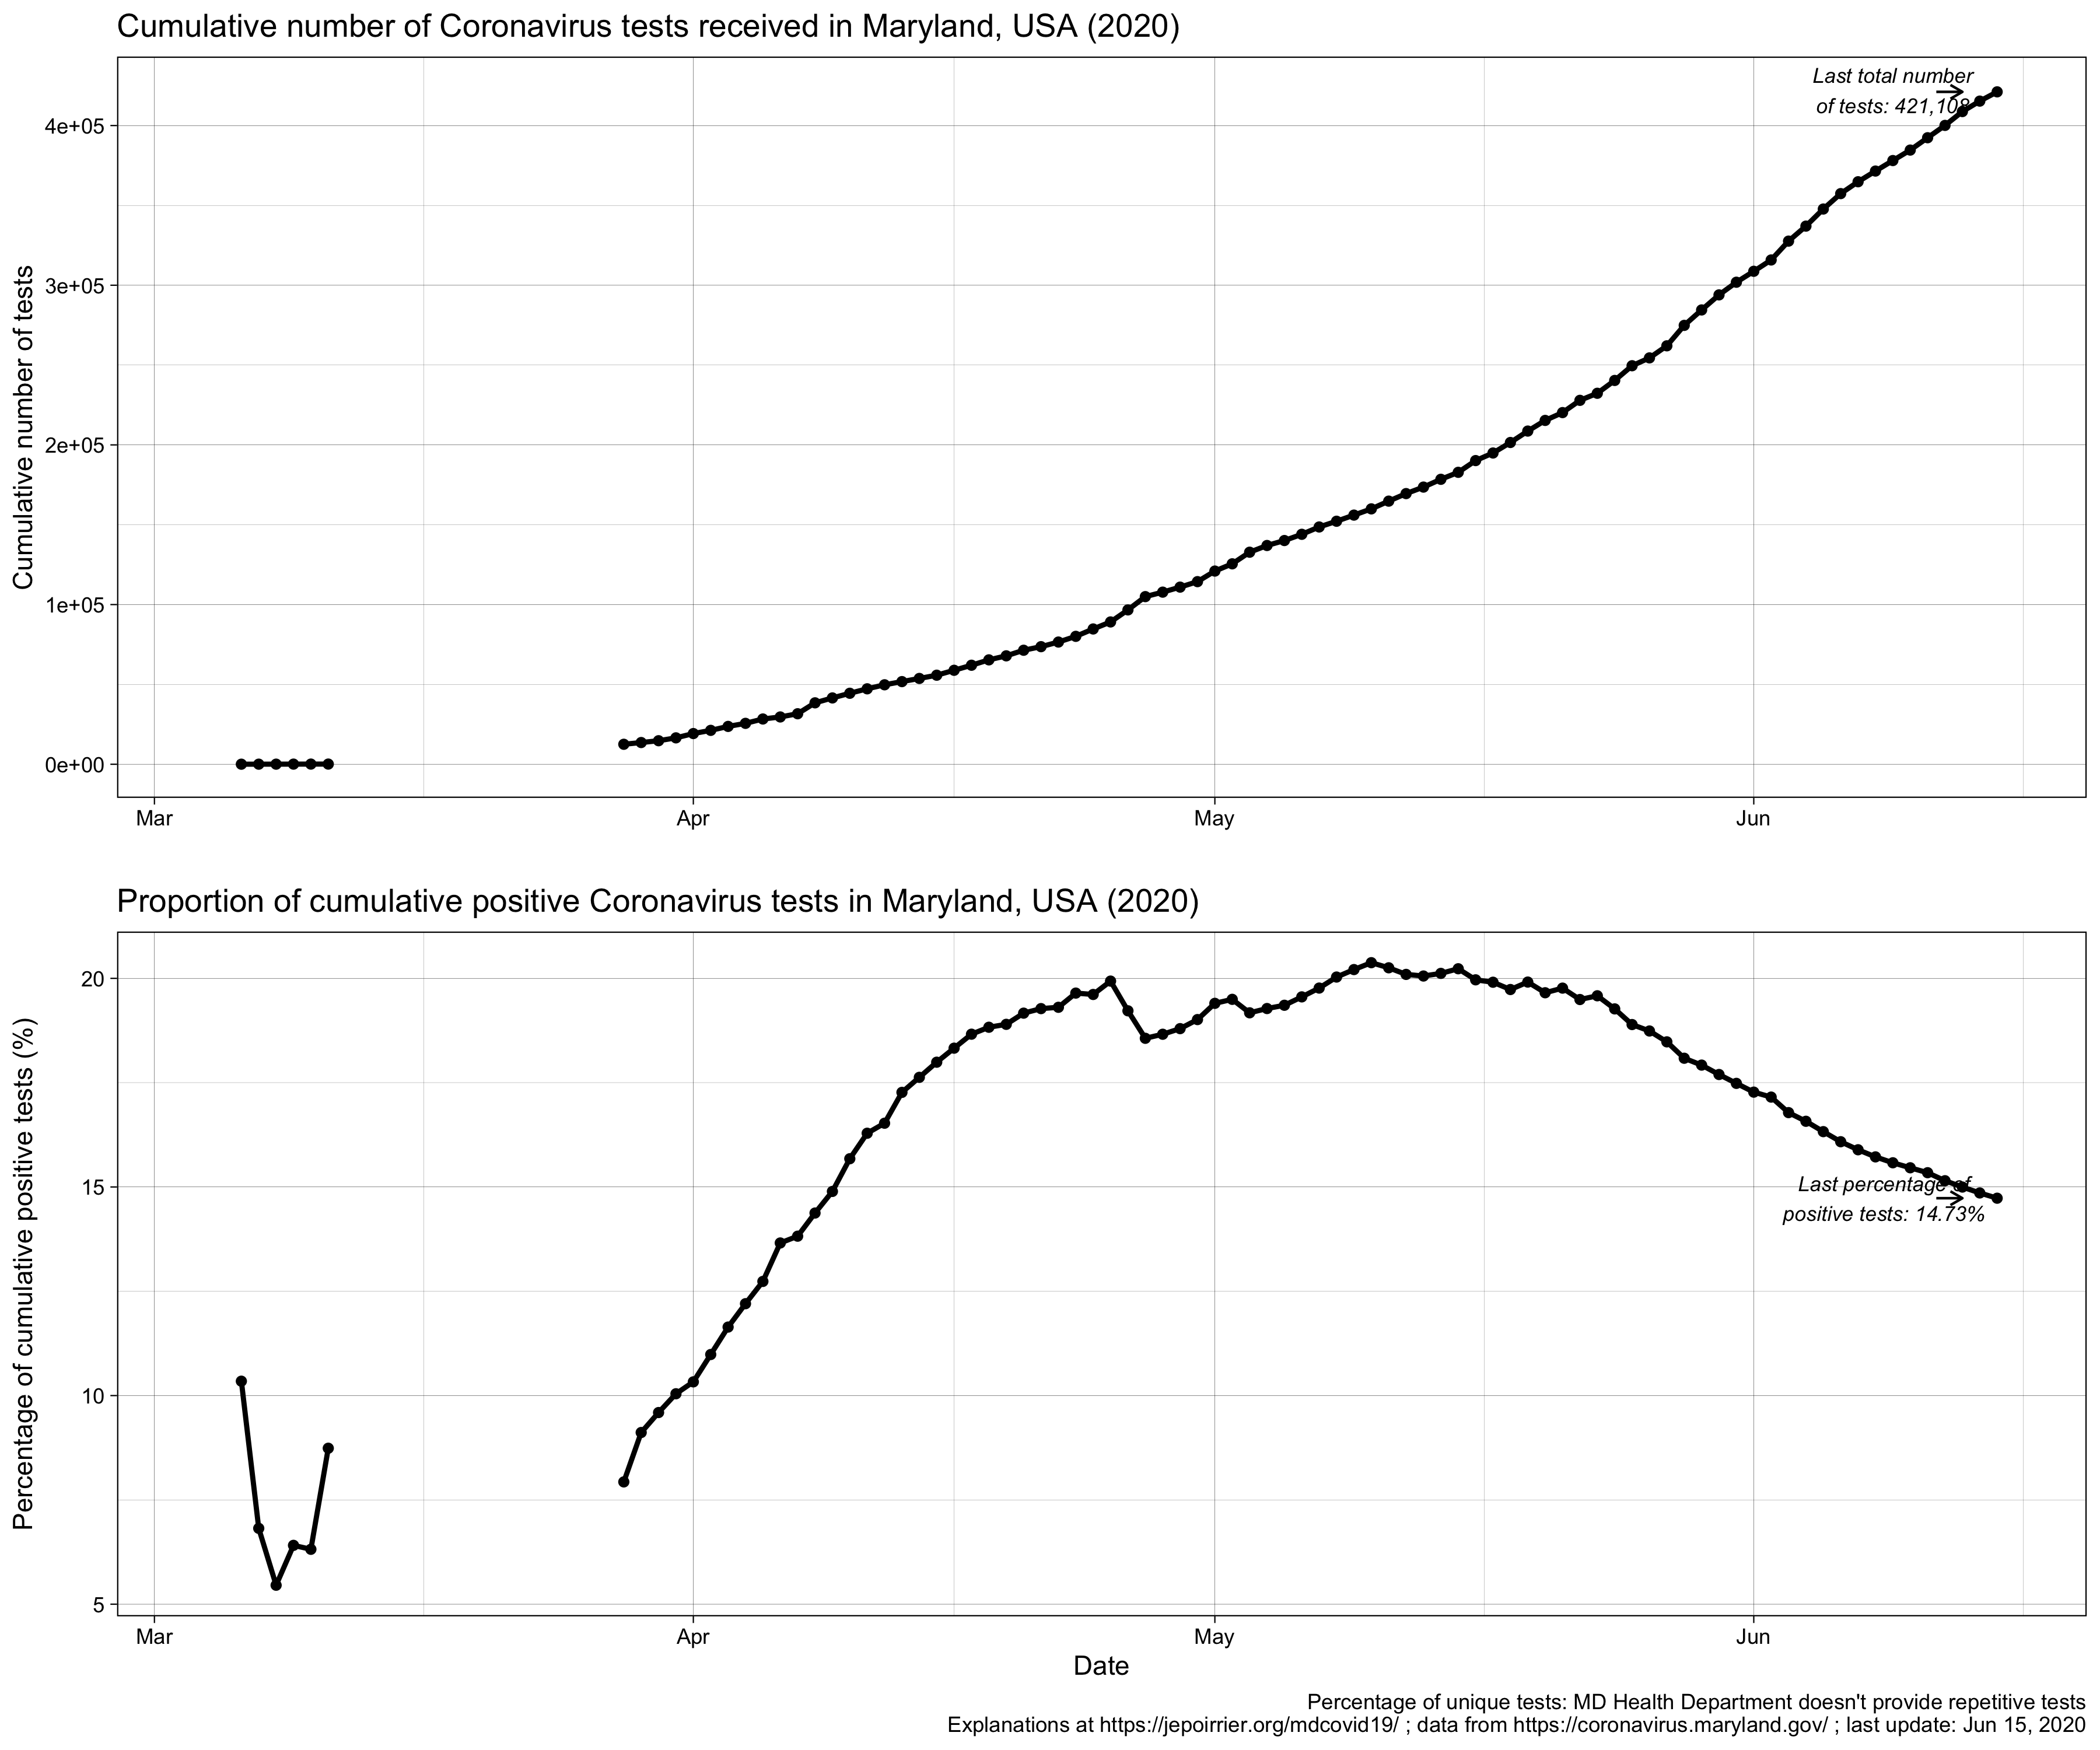 Cumulative number of Coronavirus tests received in Maryland, USA (2020)
Last total number
of tests: 421,108
Cumulative number of tests
4e+05
3e+05
2e+05
1e+05
0e+00
Mar
Apr
May
Jun
Proportion of cumulative positive Coronavirus tests in Maryland, USA (2020)
Percentage of cumulative positive tests (%)
20
15
10
5
Last percentage of
positive tests: 14.73%
Mar
Apr
May
Jun
Date
Percentage of unique tests: MD Health Department doesn't provide repetitive tests
Explanations at https://jepoirrier.org/mdcovid19/ ; data from https://coronavirus.maryland.gov/ ; last update: Jun 15, 2020